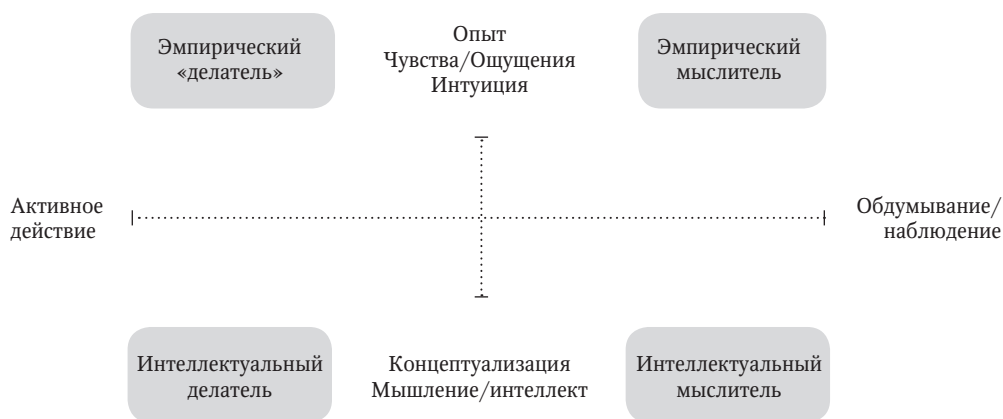 Эмпирический
«делатель»
Опыт
Чувства/Ощущения
Интуиция
Эмпирический
мыслитель
Активное
действие
Обдумывание/
наблюдение
Интеллектуальный
делатель
Концептуализация
Мышление/интеллект
Интеллектуальный
мыслитель